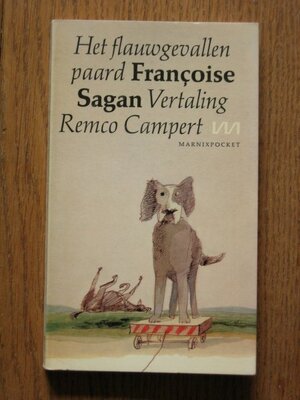 Het flauwgevallen
paard Françoise
Sagan Vertaling
Remco Campert
MARNIXPOCKET